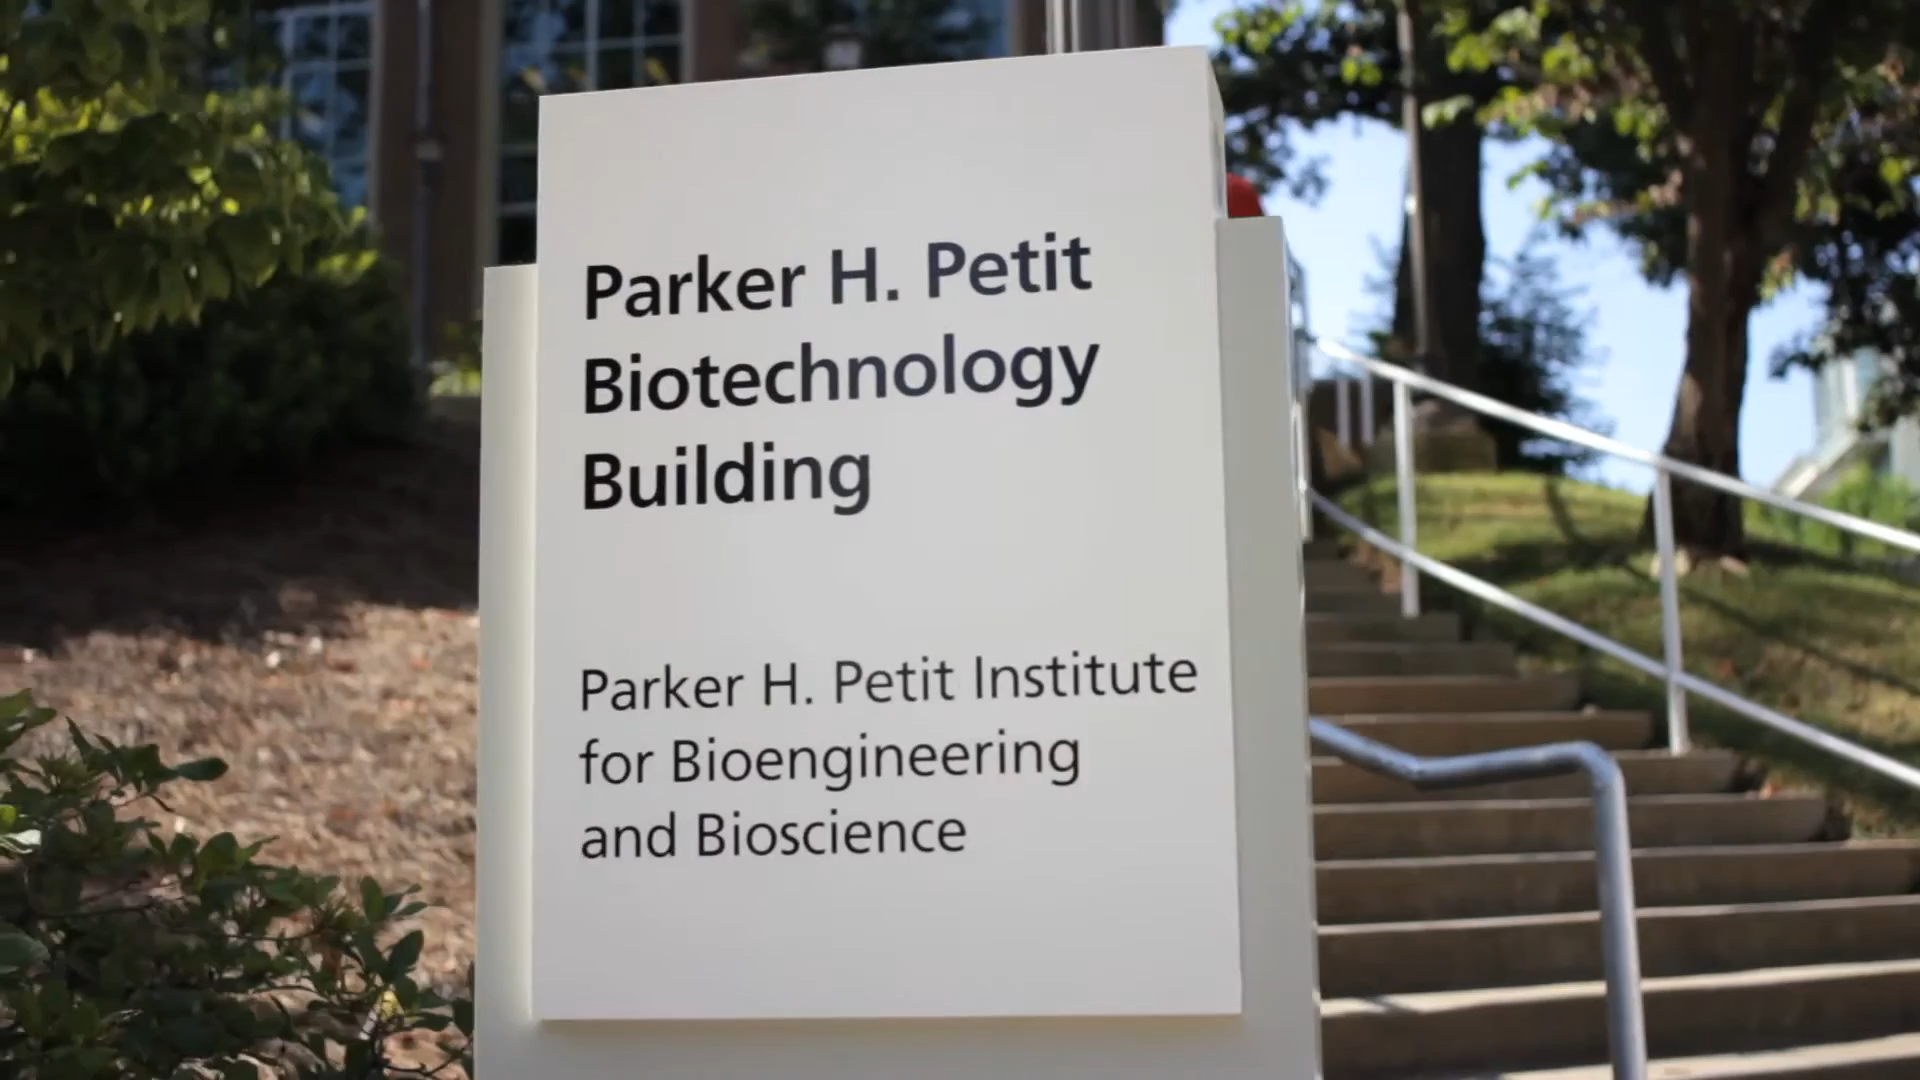 Parker H. Petit
Biotechnology
Building
Parker H. Petit Institute
for Bioengineering
and Bioscience